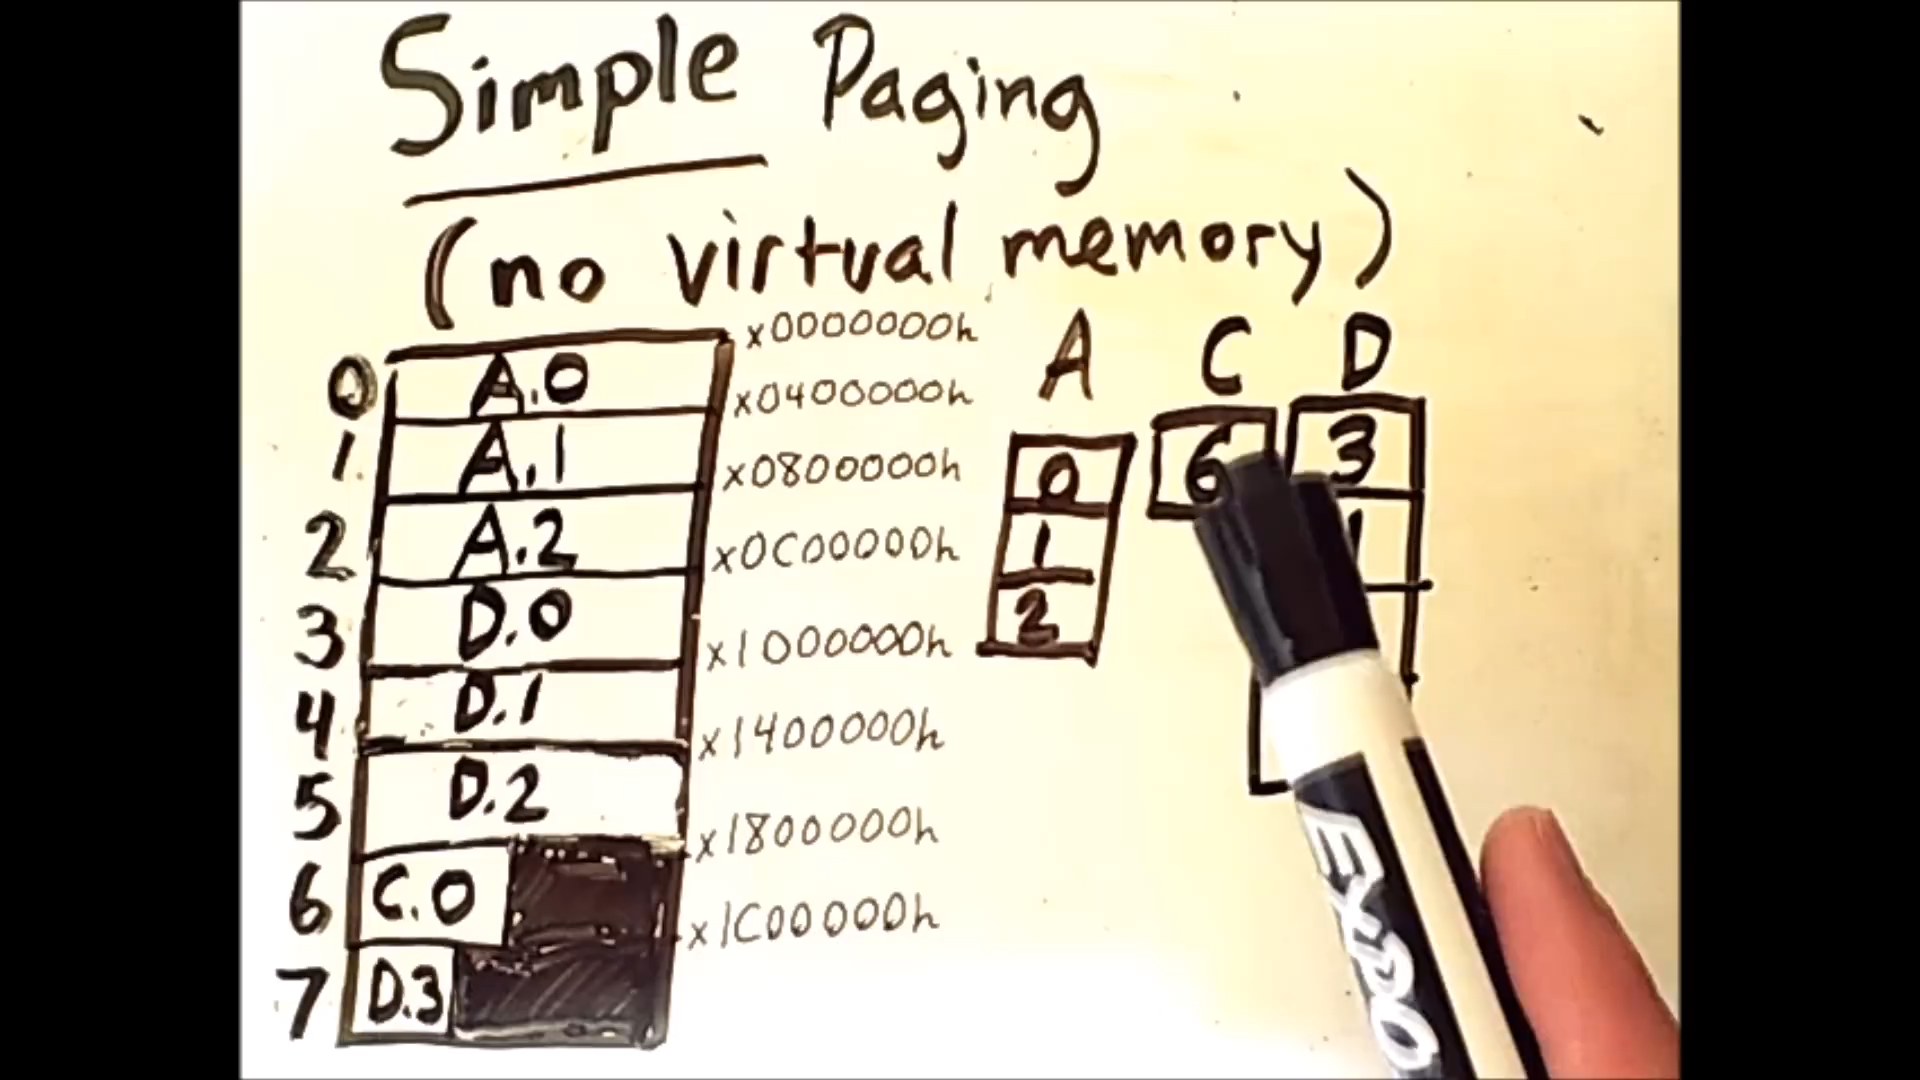 Simple Paging
(no virtual memory)
x0000000h
0 A.0
x0400000h
1 A.1
x0800000h
2 A.2
x0C00000h
3 D.0
x1000000h
4 D.1
x1400000h
5 D.2
x1800000h
6 C.0
x1C00000h
7 D.3
A C D
0 6 3
1
2
EXPO